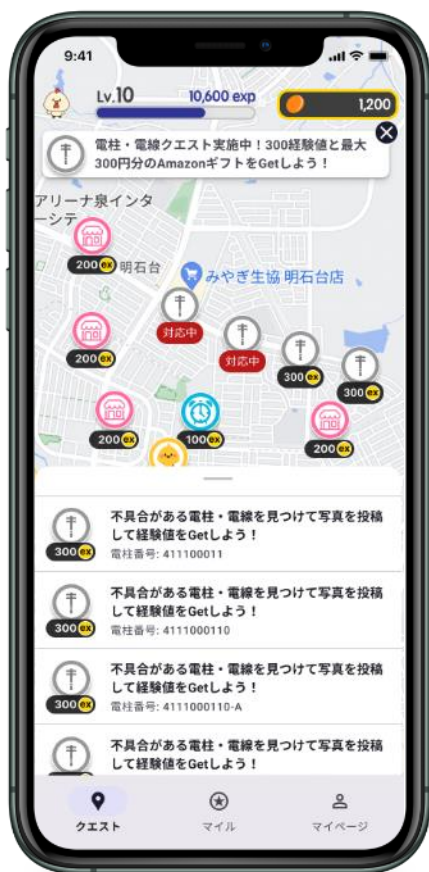 9:41
Lv.10
10,600 exp
1,200
電柱・電線クエスト実施中！300経験値と最大
300円分のAmazonギフトをGetしよう！
アリーナ泉インタ
ーシテ
200 ex
明石台
みやぎ生協 明石台店
対応中
対応中
200 ex
300 ex
300 ex
200 ex
100 ex
200 ex
不具合がある電柱・電線を見つけて写真を投稿
して経験値をGetしよう！
300 ex
電柱番号: 411100011
不具合がある電柱・電線を見つけて写真を投稿
して経験値をGetしよう！
300 ex
電柱番号: 4111000110
不具合がある電柱・電線を見つけて写真を投稿
して経験値をGetしよう！
300 ex
電柱番号: 4111000110-A
不具合がある電柱・電線を見つけて写真を投稿
して経験値をGetしよう！
クエスト
マイル
マイページ